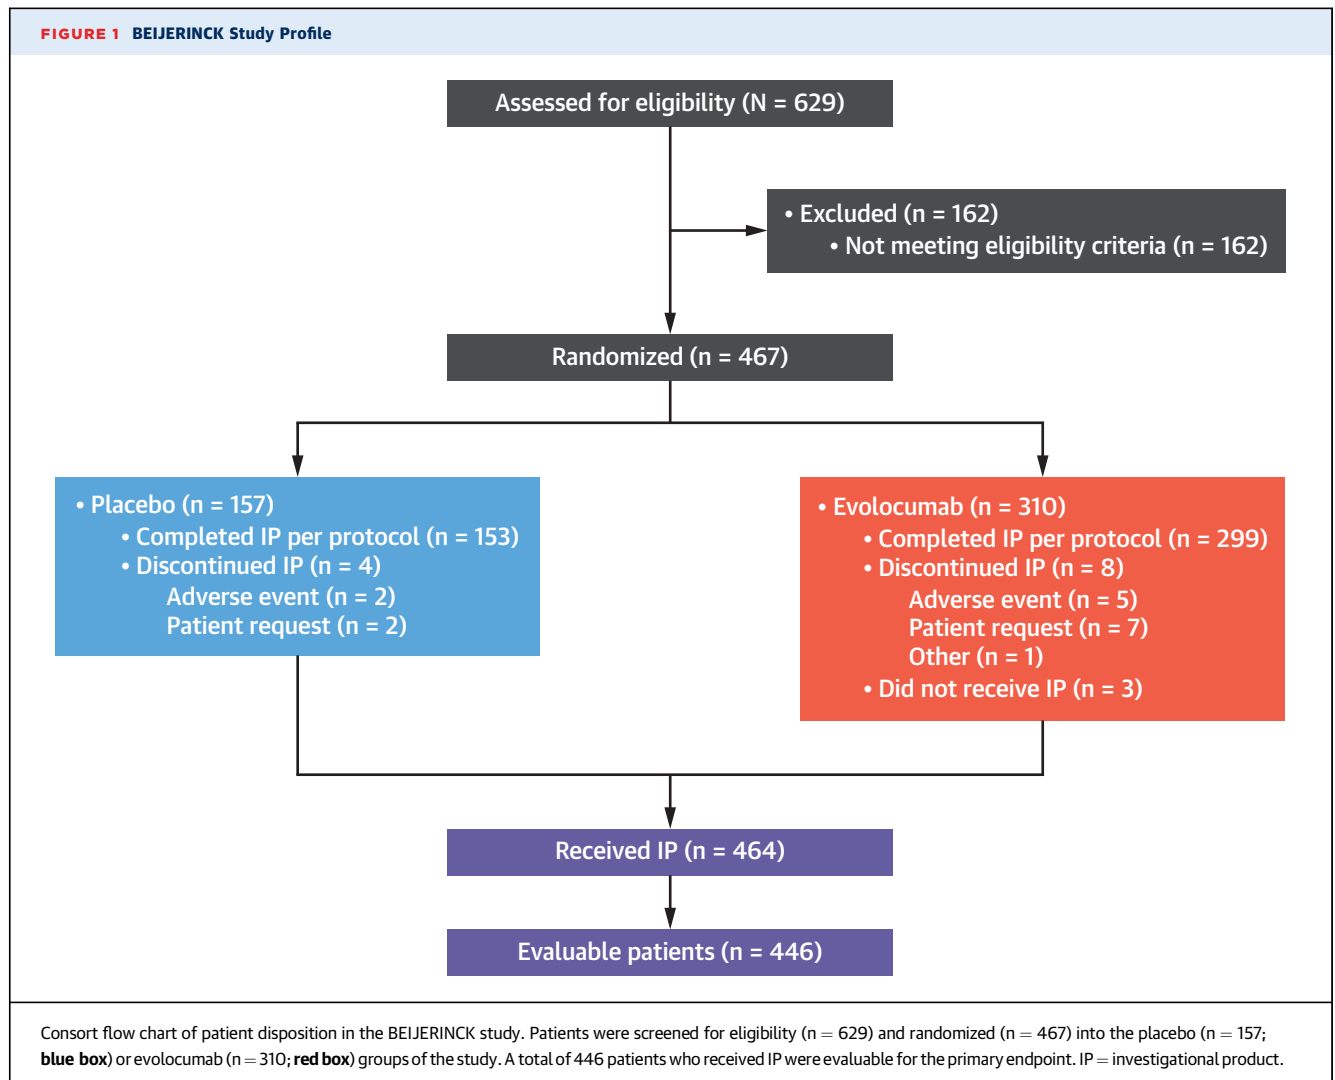 FIGURE 1 BEIJERINCK Study Profile
Assessed for eligibility (N = 629)
• Excluded (n = 162)
• Not meeting eligibility criteria (n = 162)
Randomized (n = 467)
• Placebo (n = 157)
• Completed IP per protocol (n = 153)
• Discontinued IP (n = 4)
Adverse event (n = 2)
Patient request (n = 2)
• Evolocumab (n = 310)
• Completed IP per protocol (n = 299)
• Discontinued IP (n = 8)
Adverse event (n = 5)
Patient request (n = 7)
Other (n = 1)
• Did not receive IP (n = 3)
Received IP (n = 464)
Evaluable patients (n = 446)
Consort flow chart of patient disposition in the BEIJERINCK study. Patients were screened for eligibility (n = 629) and randomized (n = 467) into the placebo (n = 157;
blue box) or evolocumab (n = 310; red box) groups of the study. A total of 446 patients who received IP were evaluable for the primary endpoint. IP = investigational product.